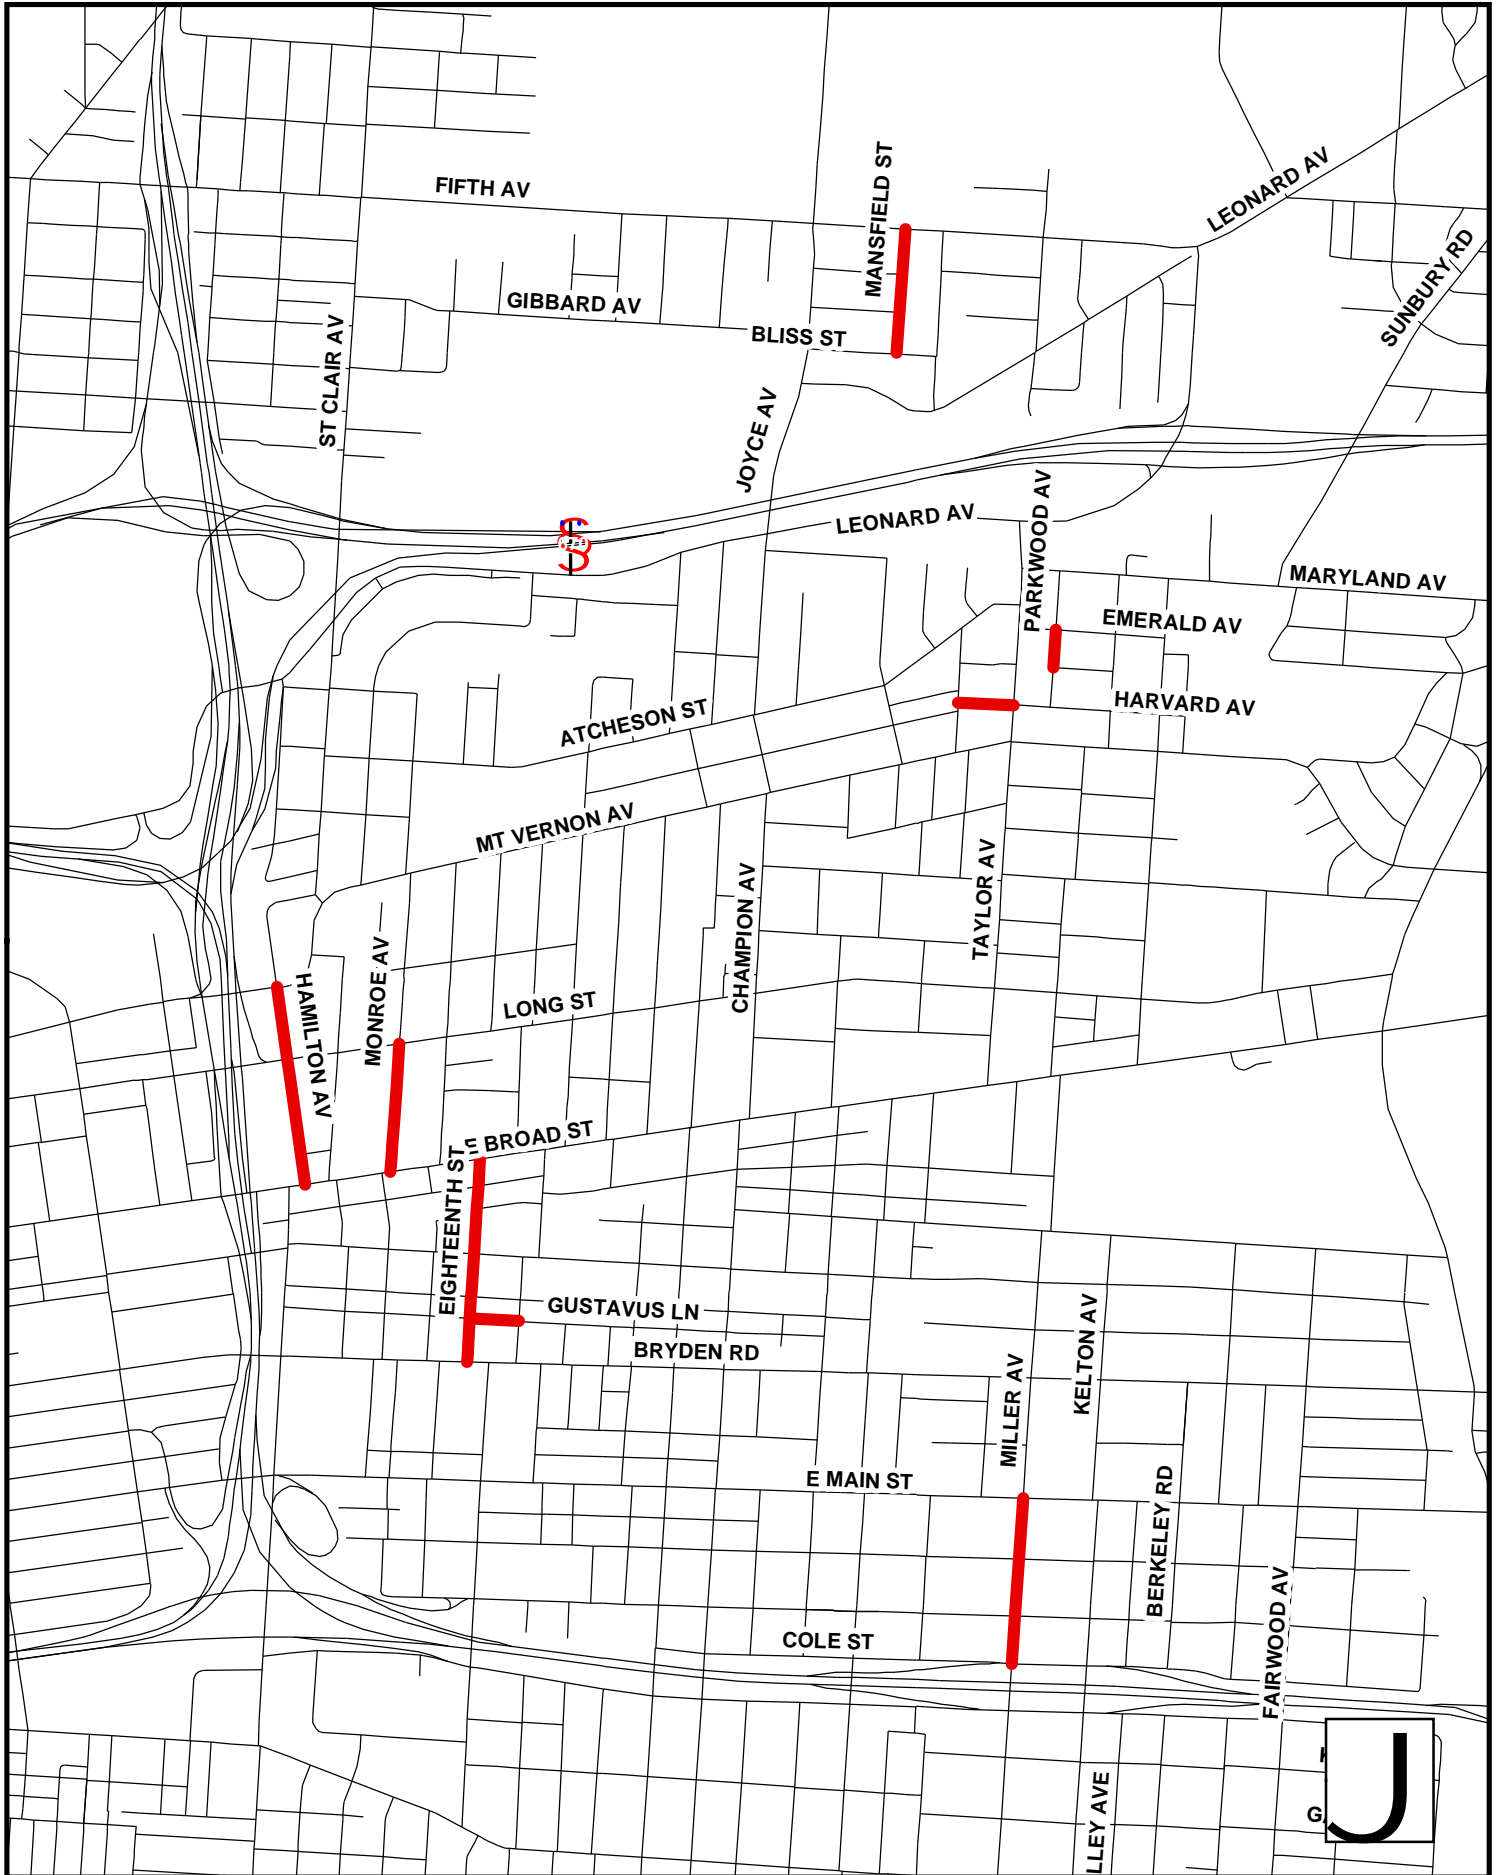 MANSFIELD ST
LEONARD AV
FIFTH AV
SUNBURY RD
GIBBARD AV
BLISS ST
ST CLAIR AV
JOYCE AV
PARKWOOD AV
LEONARD AV
MARYLAND AV
EMERALD AV
HARVARD AV
ATCHESON ST
MT VERNON AV
TAYLOR AV
CHAMPION AV
MONROE AV
HAMILTON AV
LONG ST
E BROAD ST
EIGHTEENTH ST
GUSTAVUS LN
BRYDEN RD
KELTON AV
MILLER AV
E MAIN ST
BERKELEY RD
FAIRWOOD AV
COLE ST
J
LLEY AVE